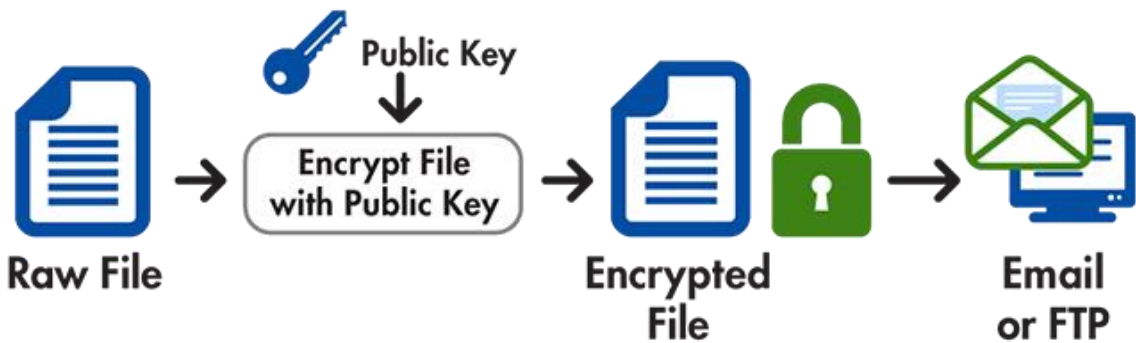 Public Key
Encrypt File
with Public Key
Raw File
Encrypted
File
Email
or FTP